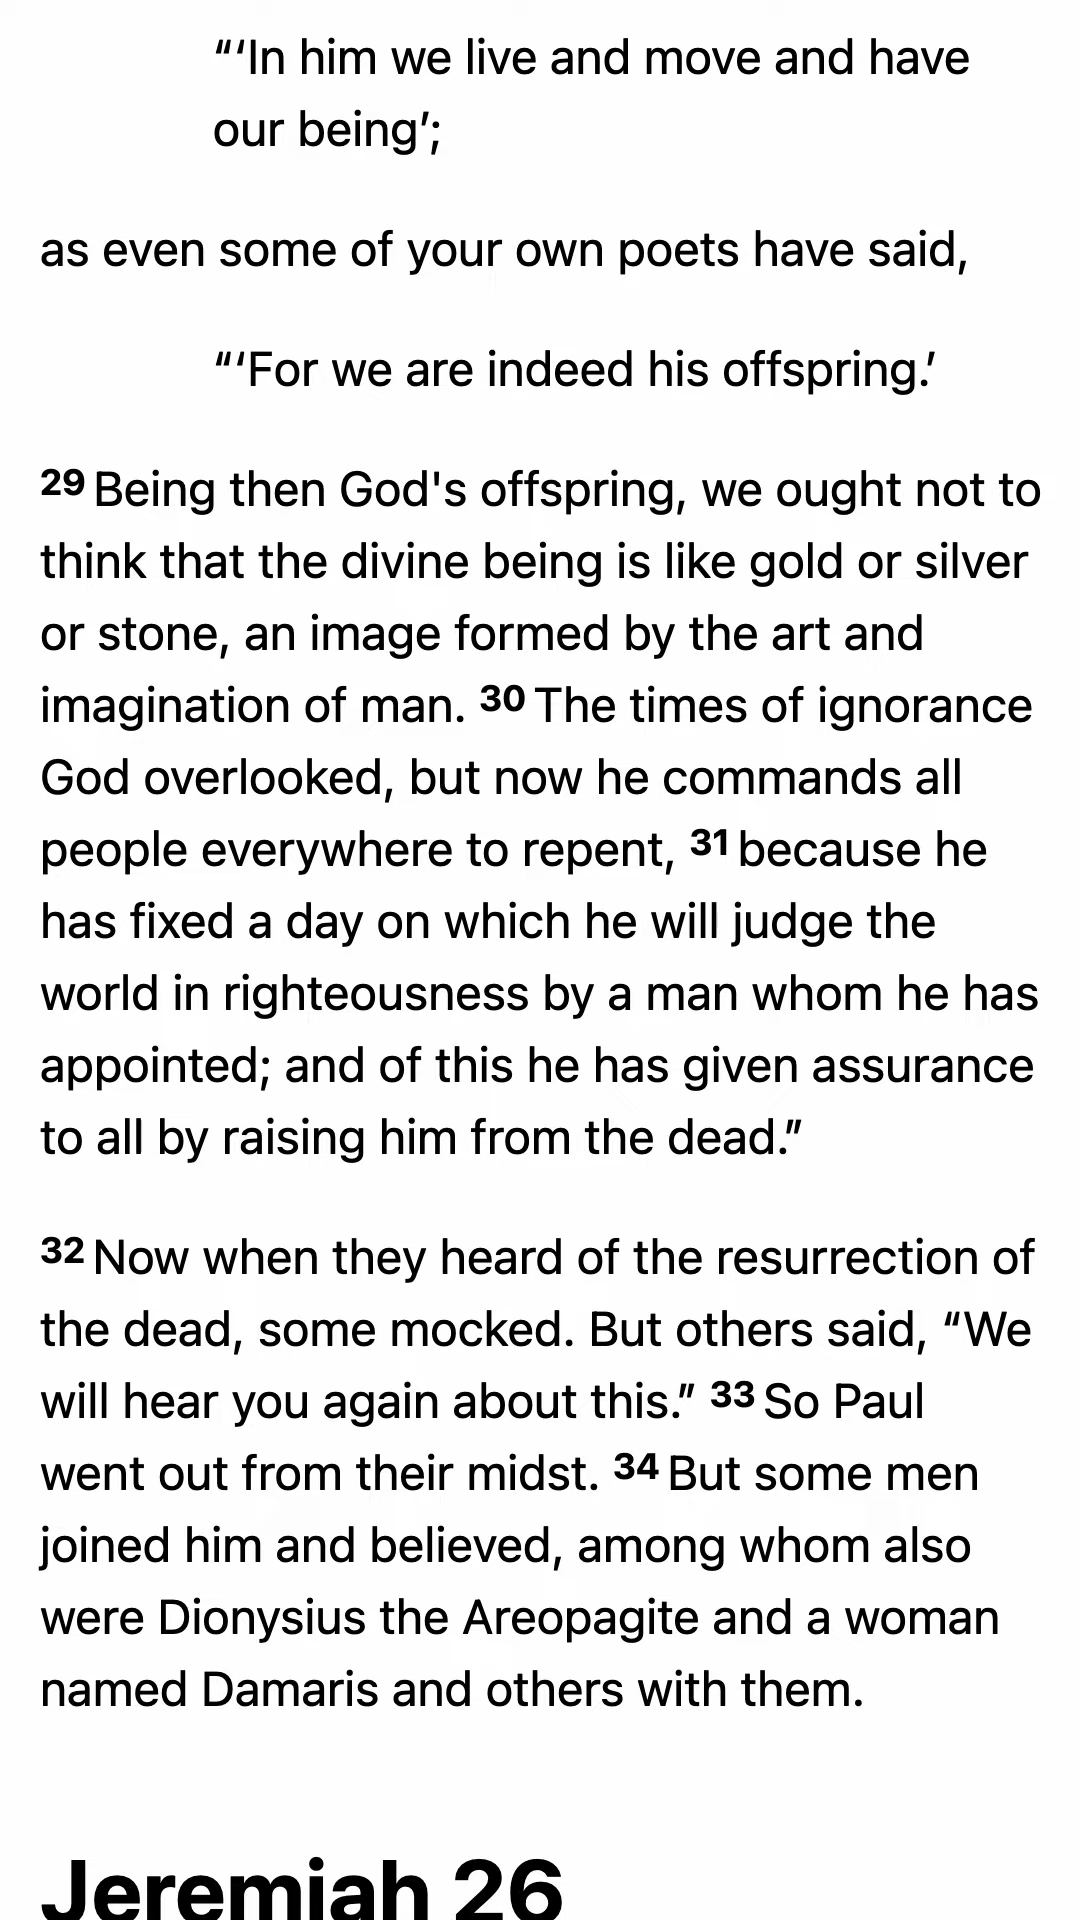 “‘In him we live and move and have
our being’;
as even some of your own poets have said,
“‘For we are indeed his offspring.’
29 Being then God's offspring, we ought not to
think that the divine being is like gold or silver
or stone, an image formed by the art and
imagination of man. 30 The times of ignorance
God overlooked, but now he commands all
people everywhere to repent, 31 because he
has fixed a day on which he will judge the
world in righteousness by a man whom he has
appointed; and of this he has given assurance
to all by raising him from the dead.”
32 Now when they heard of the resurrection of
the dead, some mocked. But others said, “We
will hear you again about this.” 33 So Paul
went out from their midst. 34 But some men
joined him and believed, among whom also
were Dionysius the Areopagite and a woman
named Damaris and others with them.
Jeremiah 26